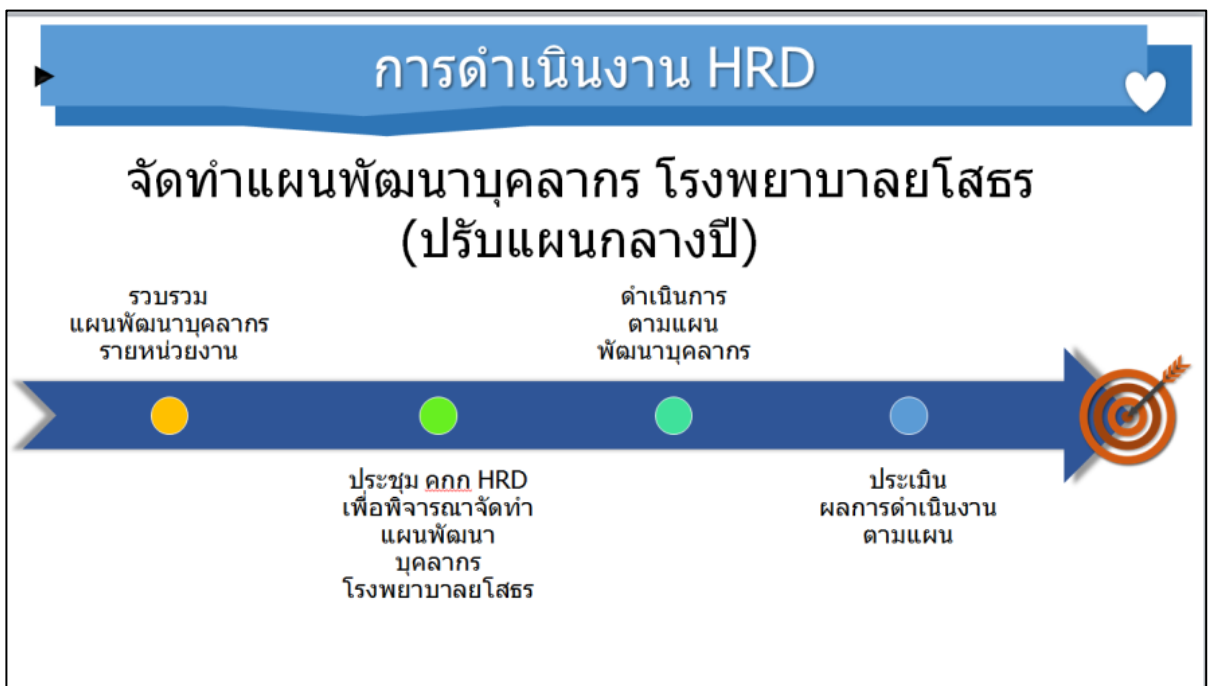 การดำเนินงาน HRD
จัดทำแผนพัฒนาบุคลากร โรงพยาบาลยโสธร
(ปรับแผนกลางปี)
รวบรวม
แผนพัฒนาบุคลากร
รายหน่วยงาน
ประชุม คกก HRD
เพื่อพิจารณาจัดทำ
แผนพัฒนา
บุคลากร
โรงพยาบาลยโสธร
ดำเนินการ
ตามแผน
พัฒนาบุคลากร
ประเมิน
ผลการดำเนินงาน
ตามแผน